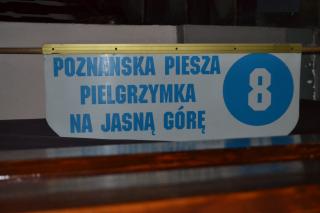 POZNAŃSKA PIESZA
PIELGRZYMKA
NA JASNĄ GÓRĘ
8